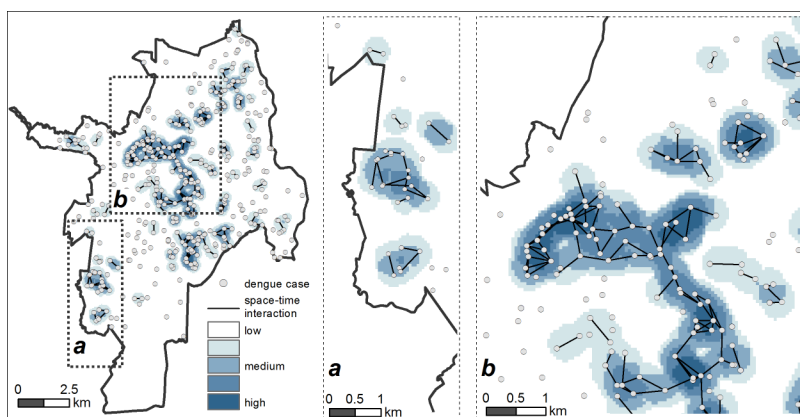 b
a
dengue case
space-time
interaction
low
medium
high
0 2.5
km
a
0 0.5 1
km
b
0 0.5 1
km